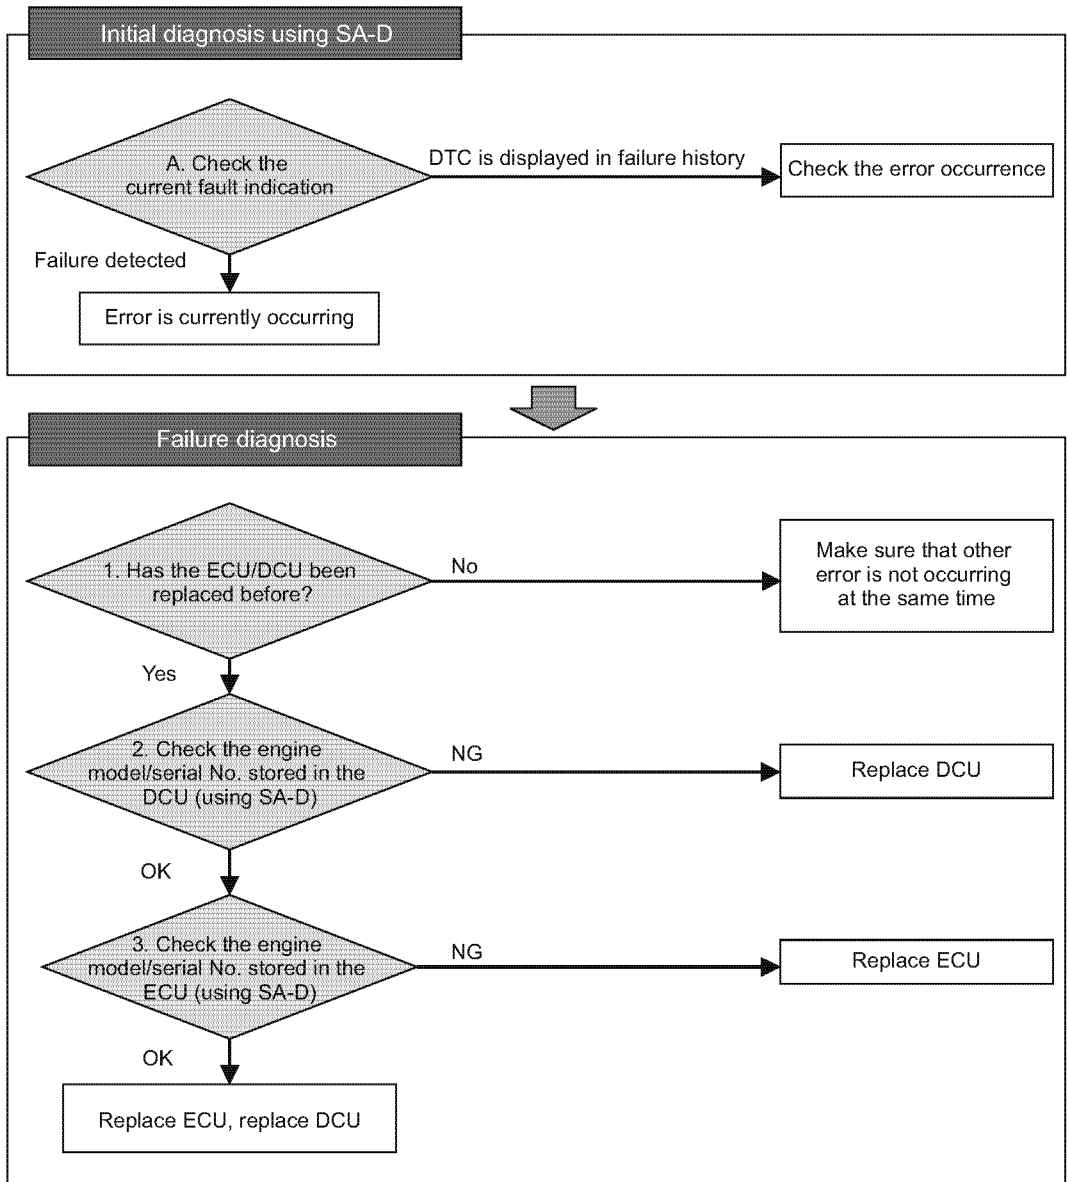 Initial diagnosis using SA-D
A. Check the
current fault indication
DTC is displayed in failure history
Check the error occurrence
Failure detected
Error is currently occurring
Failure diagnosis
1. Has the ECU/DCU been
replaced before?
No
Make sure that other
error is not occurring
at the same time
Yes
2. Check the engine
model/serial No. stored in the
DCU (using SA-D)
NG
Replace DCU
OK
3. Check the engine
model/serial No. stored in the
ECU (using SA-D)
NG
Replace ECU
OK
Replace ECU, replace DCU